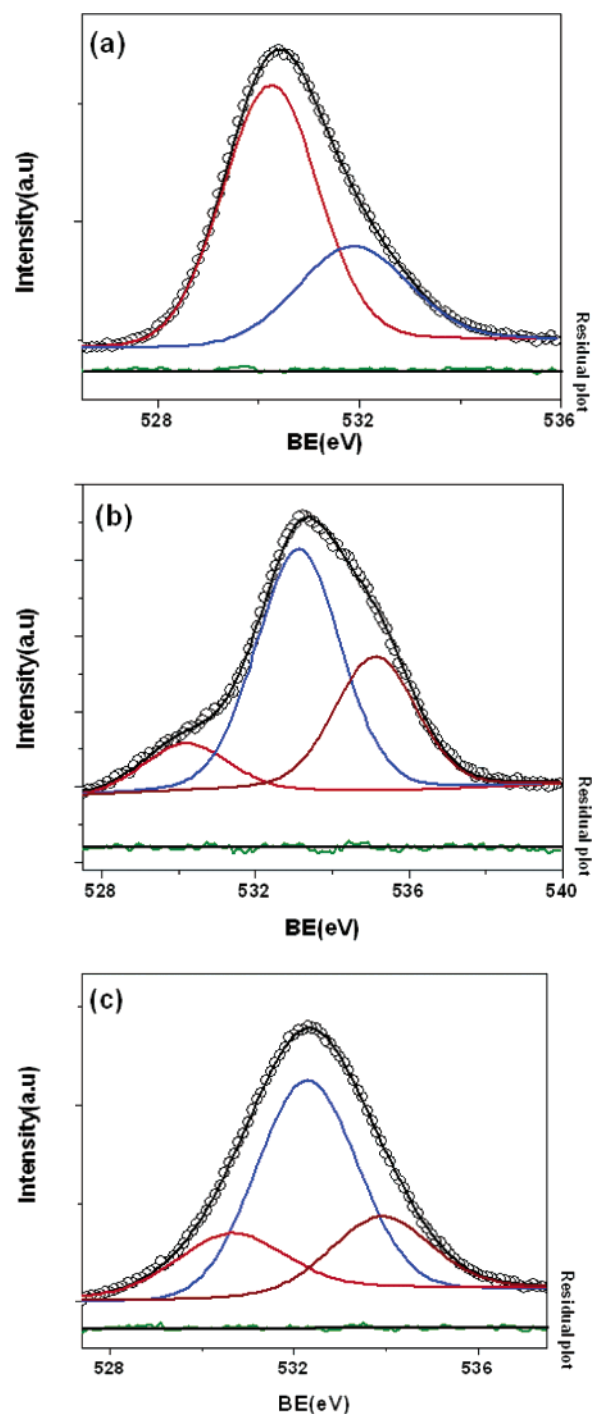 (a)
Intensity(a.u)
Residual plot
528 532 536
BE(eV)
(b)
Intensity(a.u)
Residual plot
528 532 536 540
BE(eV)
(c)
Intensity(a.u)
Residual plot
528 532 536
BE(eV)